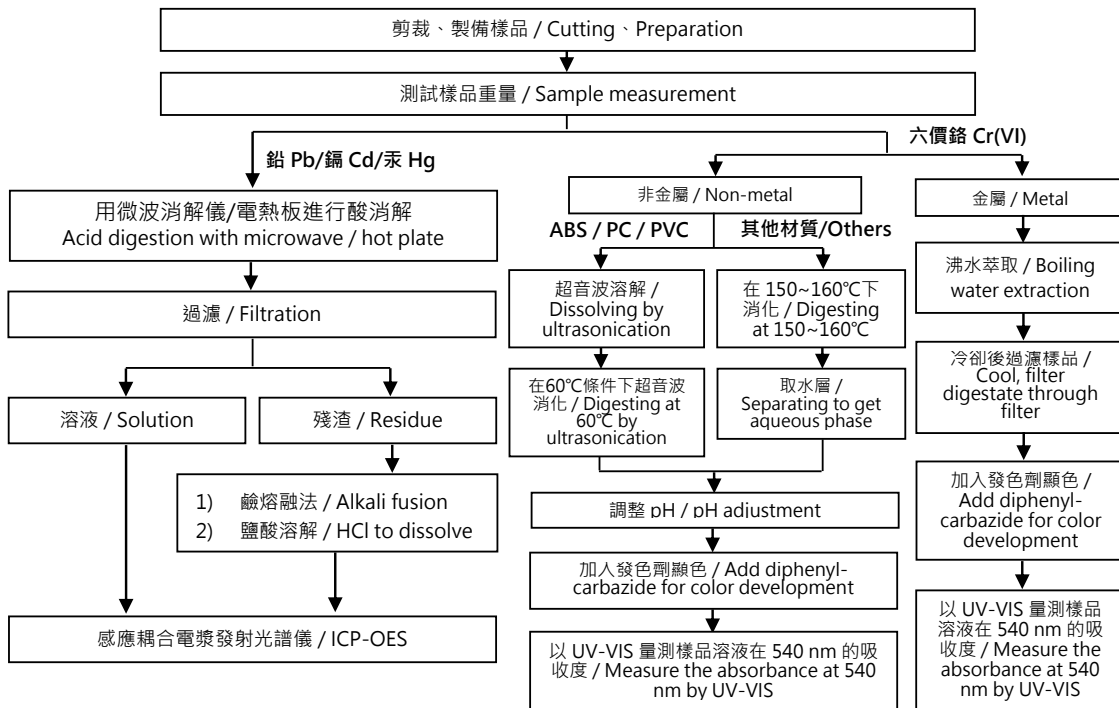 剪裁、製備樣品 / Cutting、Preparation
測試樣品重量 / Sample measurement
鉛 Pb/鎘 Cd/汞 Hg
六價鉻 Cr(VI)
用微波消解儀/電熱板進行酸消解
Acid digestion with microwave / hot plate
過濾 / Filtration
溶液 / Solution
殘渣 / Residue
1) 鹼熔融法 / Alkali fusion
2) 鹽酸溶解 / HCl to dissolve
感應耦合電漿發射光譜儀 / ICP-OES
非金屬 / Non-metal
ABS / PC / PVC
其他材質/Others
超音波溶解 /
Dissolving by
ultrasonication
在60℃條件下超音波
消化 / Digesting at
60℃ by
ultrasonication
在 150~160℃下
消化 / Digesting
at 150~160℃
取水層 /
Separating to get
aqueous phase
調整 pH / pH adjustment
加入發色劑顯色 / Add diphenyl-
carbazide for color development
以 UV-VIS 量測樣品溶液在 540 nm 的吸
收度 / Measure the absorbance at 540
nm by UV-VIS
金屬 / Metal
沸水萃取 / Boiling
water extraction
冷卻後過濾樣品 /
Cool, filter
digestate through
filter
加入發色劑顯色 /
Add diphenyl-
carbazide for color
development
以 UV-VIS 量測樣品
溶液在 540 nm 的吸
收度 / Measure the
absorbance at 540
nm by UV-VIS